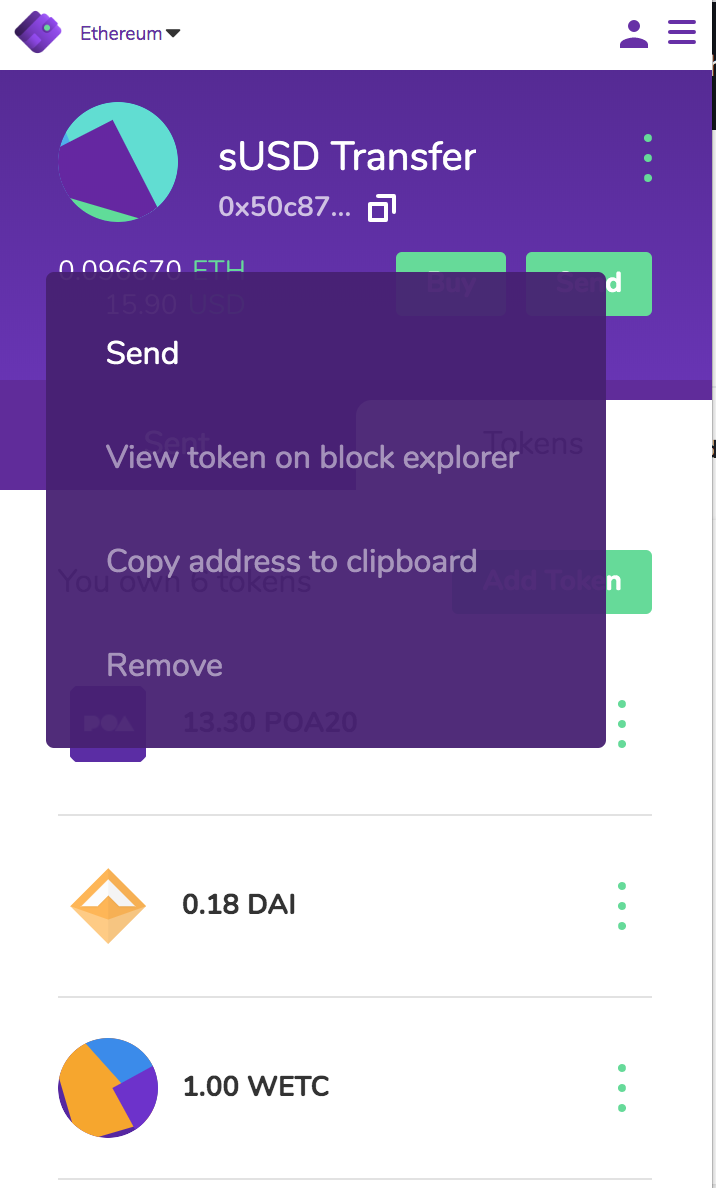 Ethereum
sUSD Transfer
0x50c87...
0.096670 ETH
15.90 USD
Buy
Send
Send
Sent
Tokens
View token on block explorer
Copy address to clipboard
You own 6 tokens
Add Token
Remove
POA
13.30 POA20
0.18 DAI
1.00 WETC